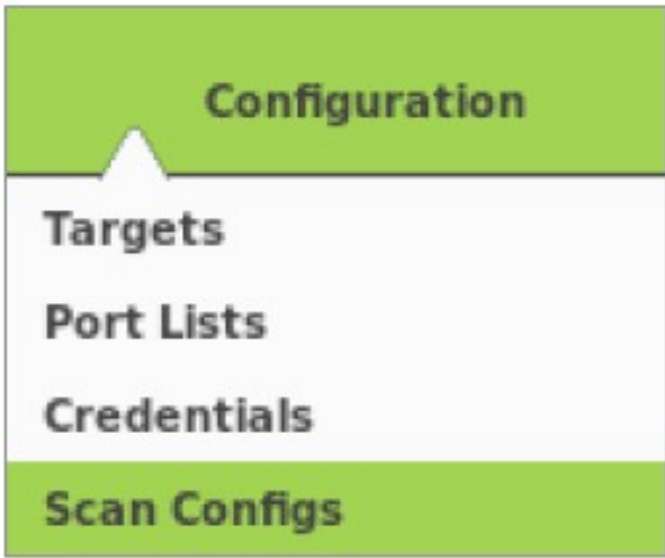 Configuration
Targets
Port Lists
Credentials
Scan Configs